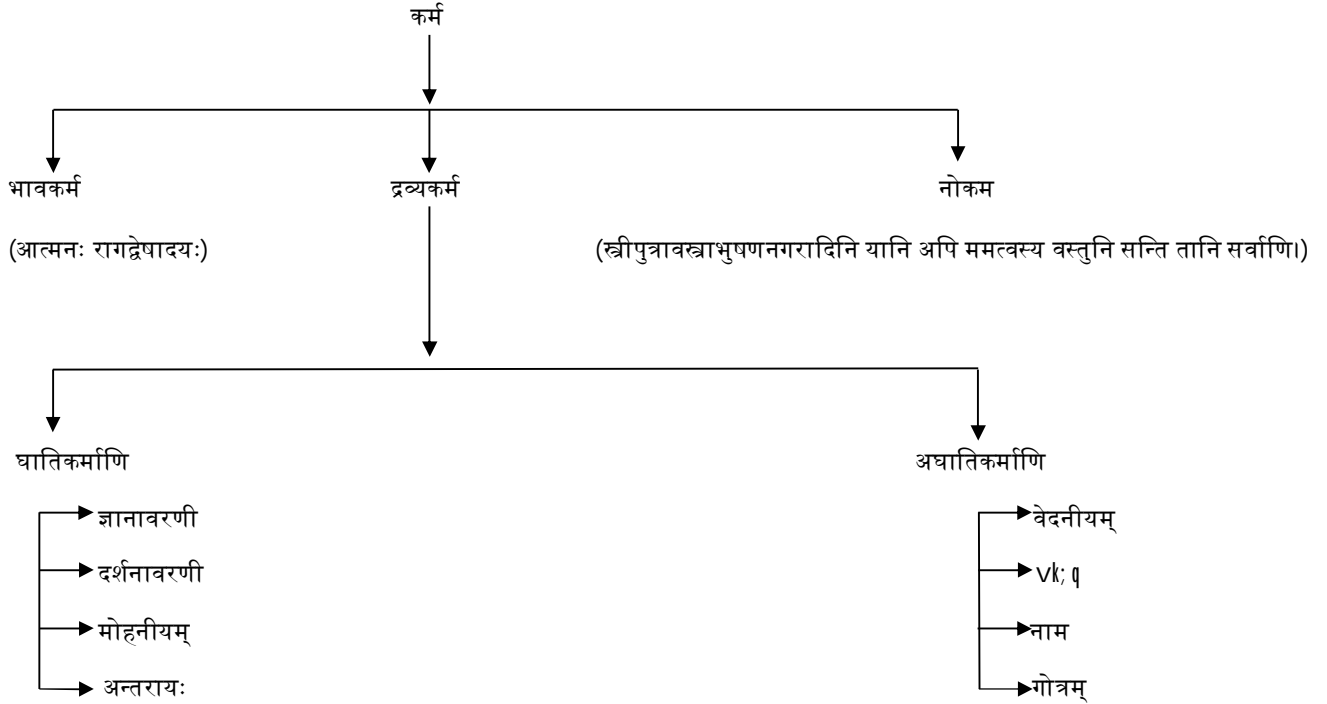 कर्म
भावकर्म द्रव्यकर्म नोकम
(आत्मनः रागद्वेषादयः) (स्त्रीपुत्रावस्त्राभुषणनगरादिनि यानि अपि ममत्वस्य वस्तुनि सन्ति तानि सर्वाणि।)
घातिकर्माणि अघातिकर्माणि
ज्ञानावरणी वेदनीयम्
दर्शनावरणी vk; q
मोहनीयम् नाम
अन्तरायः गोत्रम्